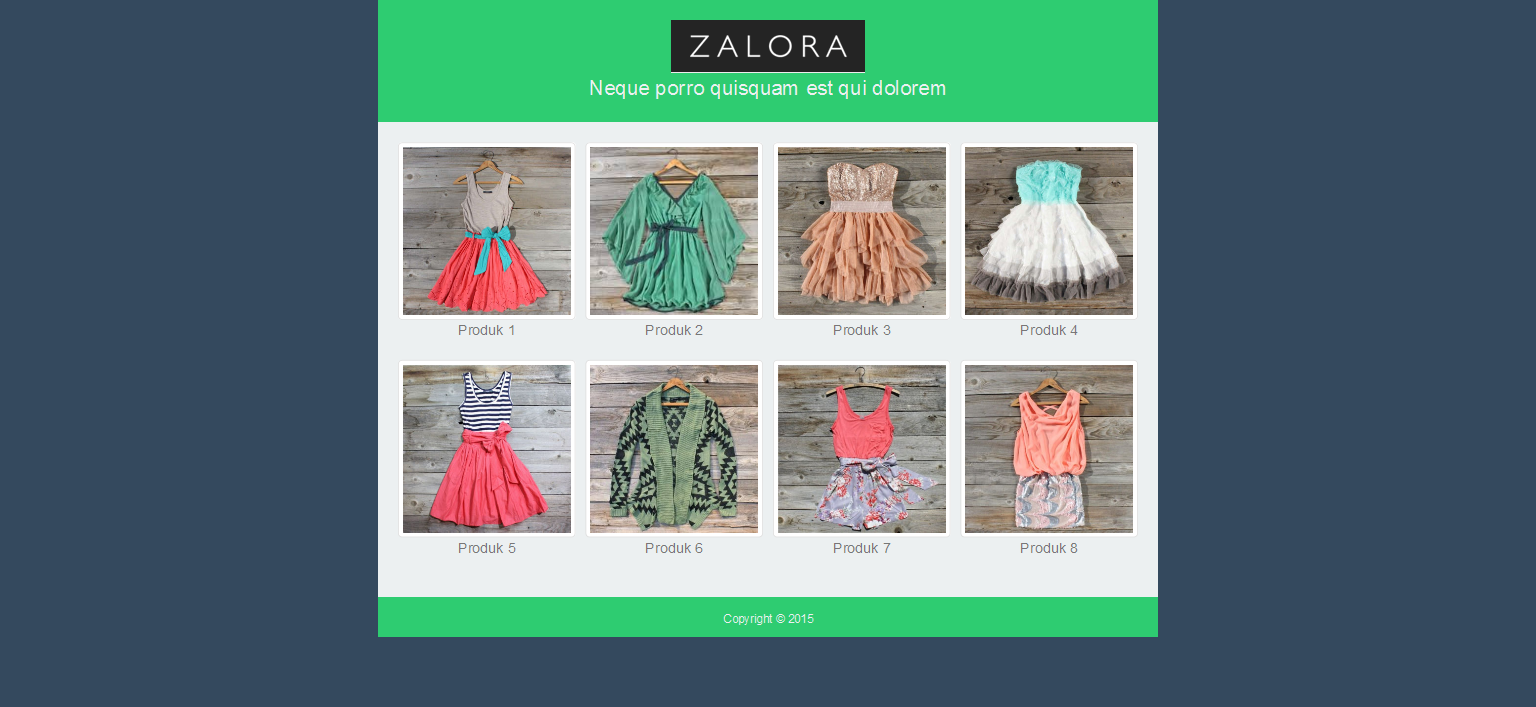 ZALORA
Neque porro quisquam est qui dolorem
Produk 1
Produk 2
Produk 3
Produk 4
Produk 5
Produk 6
Produk 7
Produk 8
Copyright © 2015